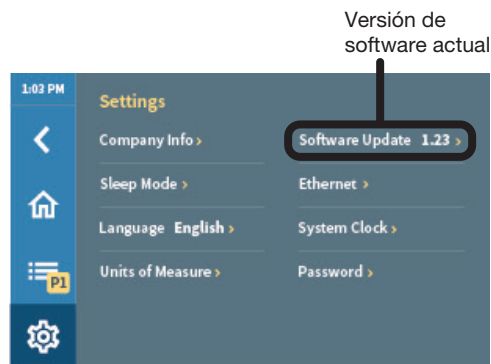 Versión de
software actual
1:03 PM
Settings
Company Info >
Software Update 1.23 >
Sleep Mode >
Ethernet >
Language English >
System Clock >
Units of Measure >
Password >
P1